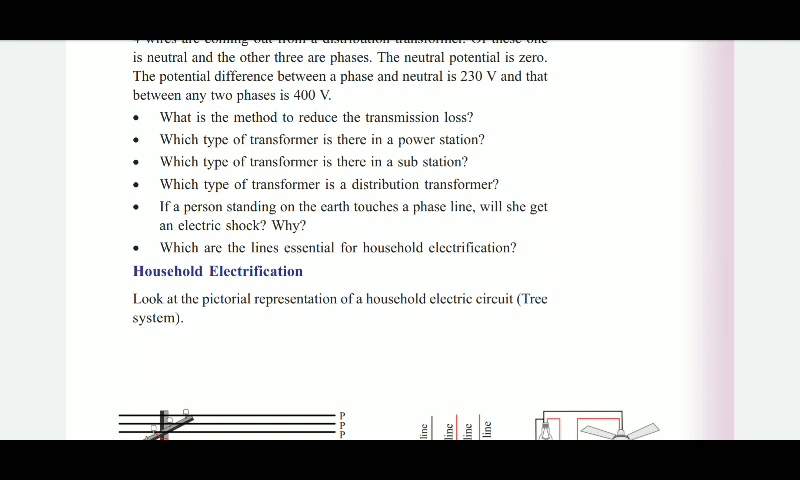 is neutral and the other three are phases. The neutral potential is zero.
The potential difference between a phase and neutral is 230 V and that
between any two phases is 400 V.
• What is the method to reduce the transmission loss?
• Which type of transformer is there in a power station?
• Which type of transformer is there in a sub station?
• Which type of transformer is a distribution transformer?
• If a person standing on the earth touches a phase line, will she get
an electric shock? Why?
• Which are the lines essential for household electrification?
Household Electrification
Look at the pictorial representation of a household electric circuit (Tree
system).
P
P
P
line
line
line
line